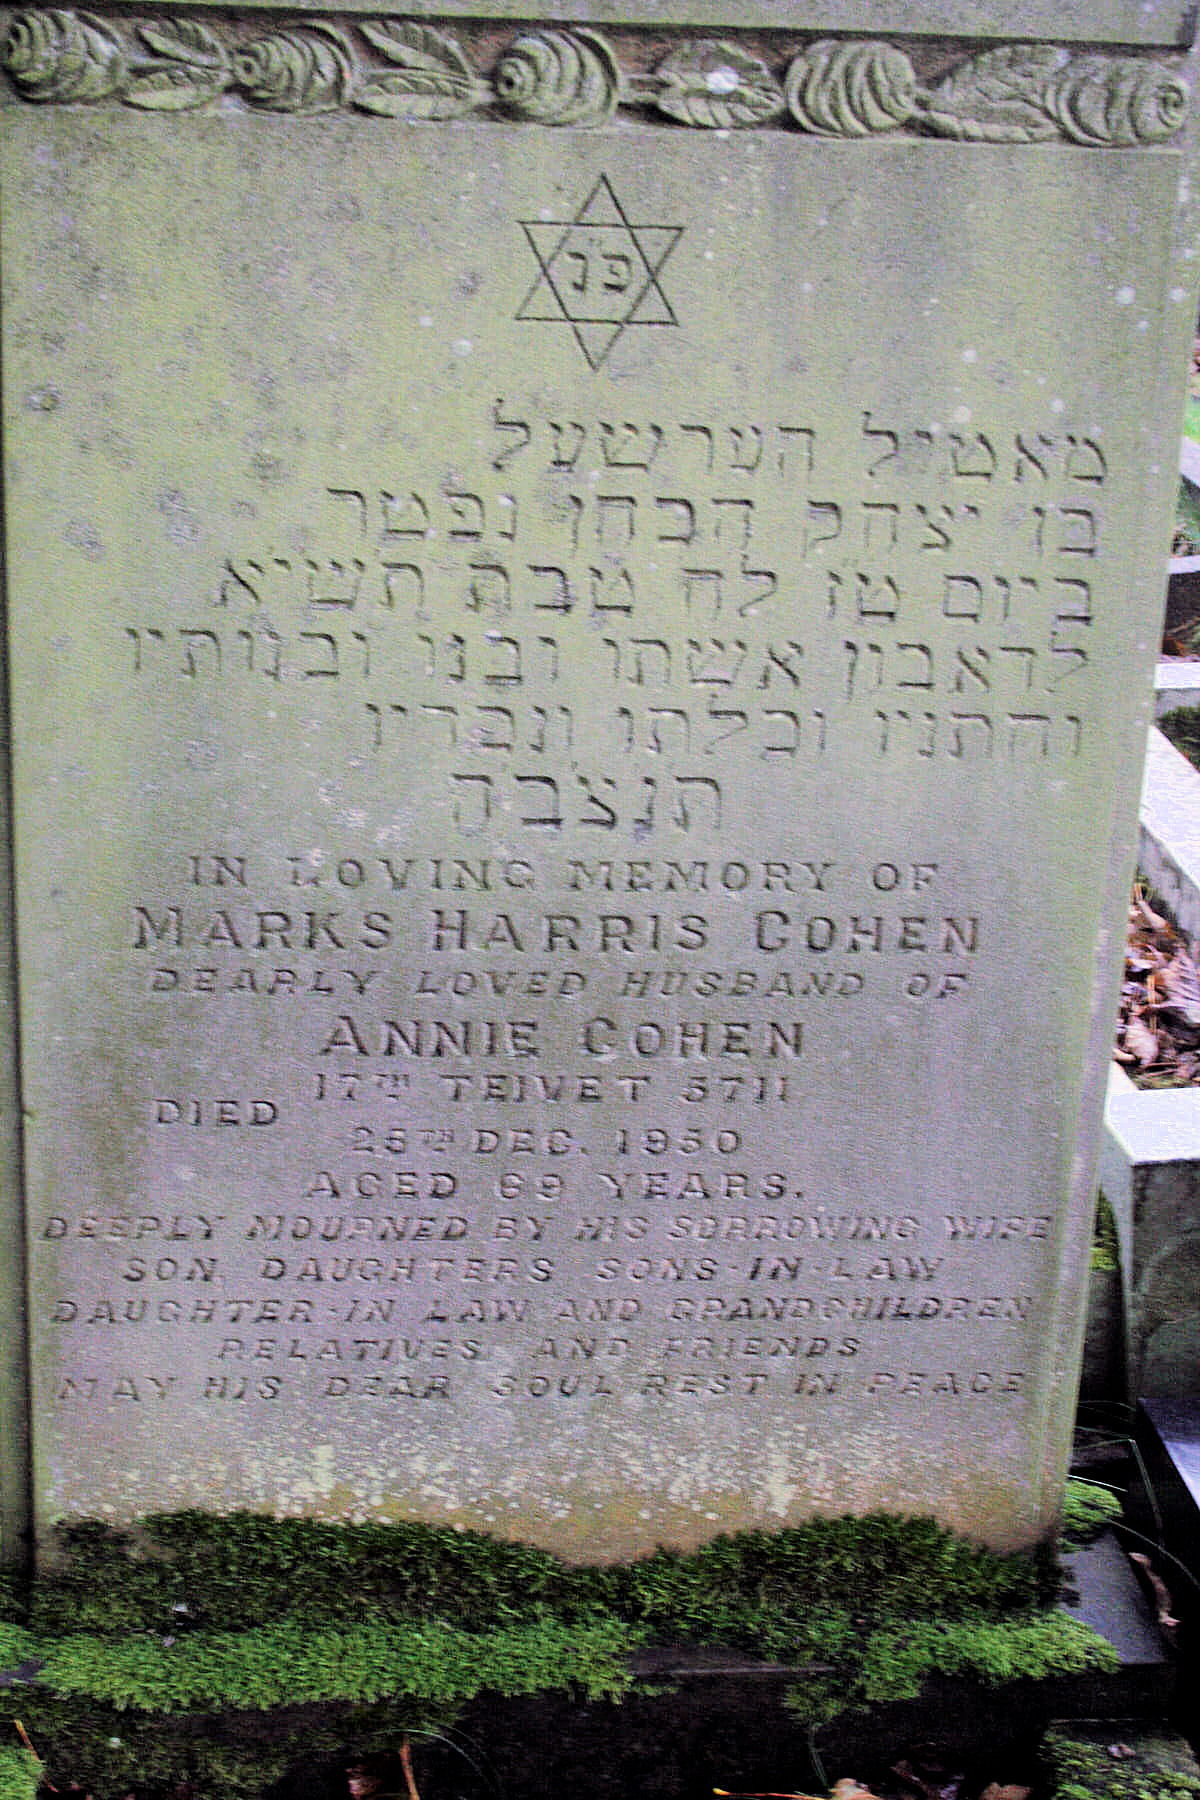 פ״נ
מאטיל הערשעל
בן יצחק הכהן נפטר
ביום טז לח טבת תשי״א
לדאבון אשתו ובנו ובנותיו
וחתניו וכלתו ונכדיו
תנצבה
IN LOVING MEMORY OF
MARKS HARRIS COHEN
DEARLY LOVED HUSBAND OF
ANNIE COHEN
DIED 17TH TEIVET 5711
25TH DEC. 1950
AGED 69 YEARS.
DEEPLY MOURNED BY HIS SORROWING WIFE
SON, DAUGHTERS SONS-IN-LAW
DAUGHTER-IN LAW AND GRANDCHILDREN
RELATIVES AND FRIENDS
MAY HIS DEAR SOUL REST IN PEACE